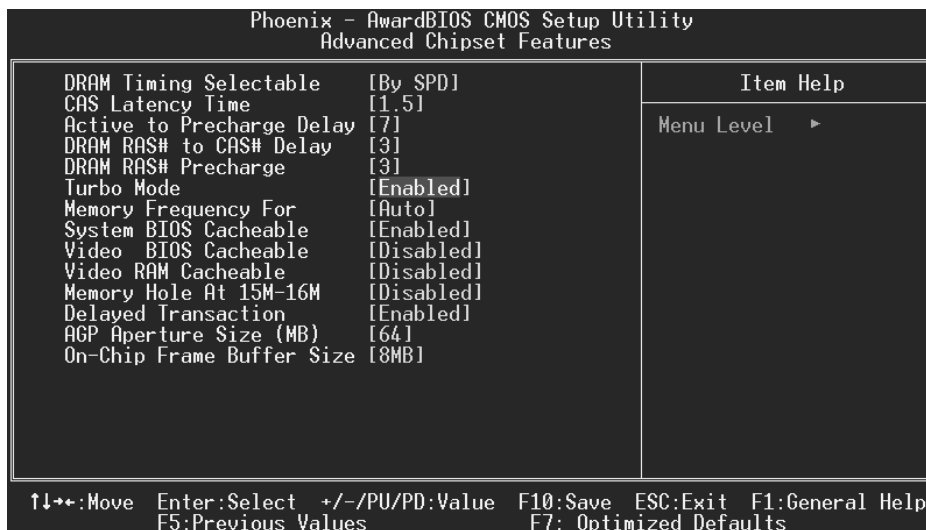 Phoenix - AwardBIOS CMOS Setup Utility
Advanced Chipset Features
DRAM Timing Selectable [By SPD]
CAS Latency Time [1.5]
Active to Precharge Delay [7]
DRAM RAS# to CAS# Delay [3]
DRAM RAS# Precharge [3]
Turbo Mode [Enabled]
Memory Frequency For [Auto]
System BIOS Cacheable [Enabled]
Video BIOS Cacheable [Disabled]
Video RAM Cacheable [Disabled]
Memory Hole At 15M-16M [Disabled]
Delayed Transaction [Enabled]
AGP Aperture Size (MB) [64]
On-Chip Frame Buffer Size [8MB]
Item Help
Menu Level ►
↑↓→←:Move Enter:Select +/-/PU/PD:Value F10:Save ESC:Exit F1:General Help
F5:Previous Values F7: Optimized Defaults